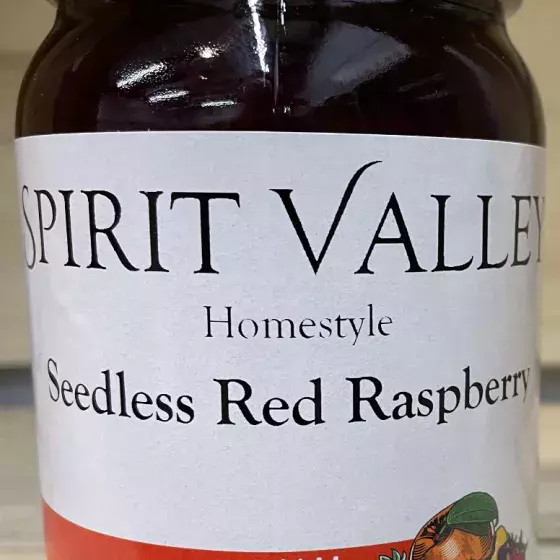 SPIRIT VALLEY
Homestyle
Seedless Red Raspberry